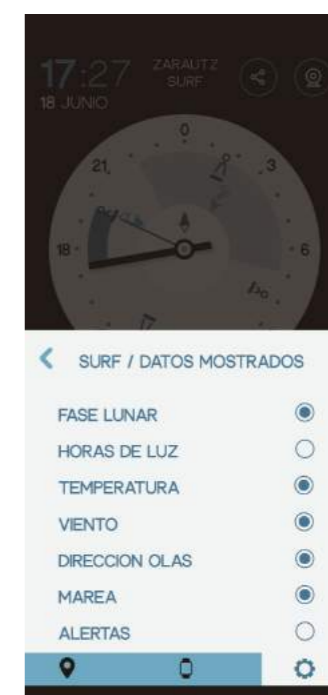 17:27
18 JUNIO
ZARAUTZ
SURF
0
21
3
18
6
SURF / DATOS MOSTRADOS
FASE LUNAR
HORAS DE LUZ
TEMPERATURA
VIENTO
DIRECCION OLAS
MAREA
ALERTAS